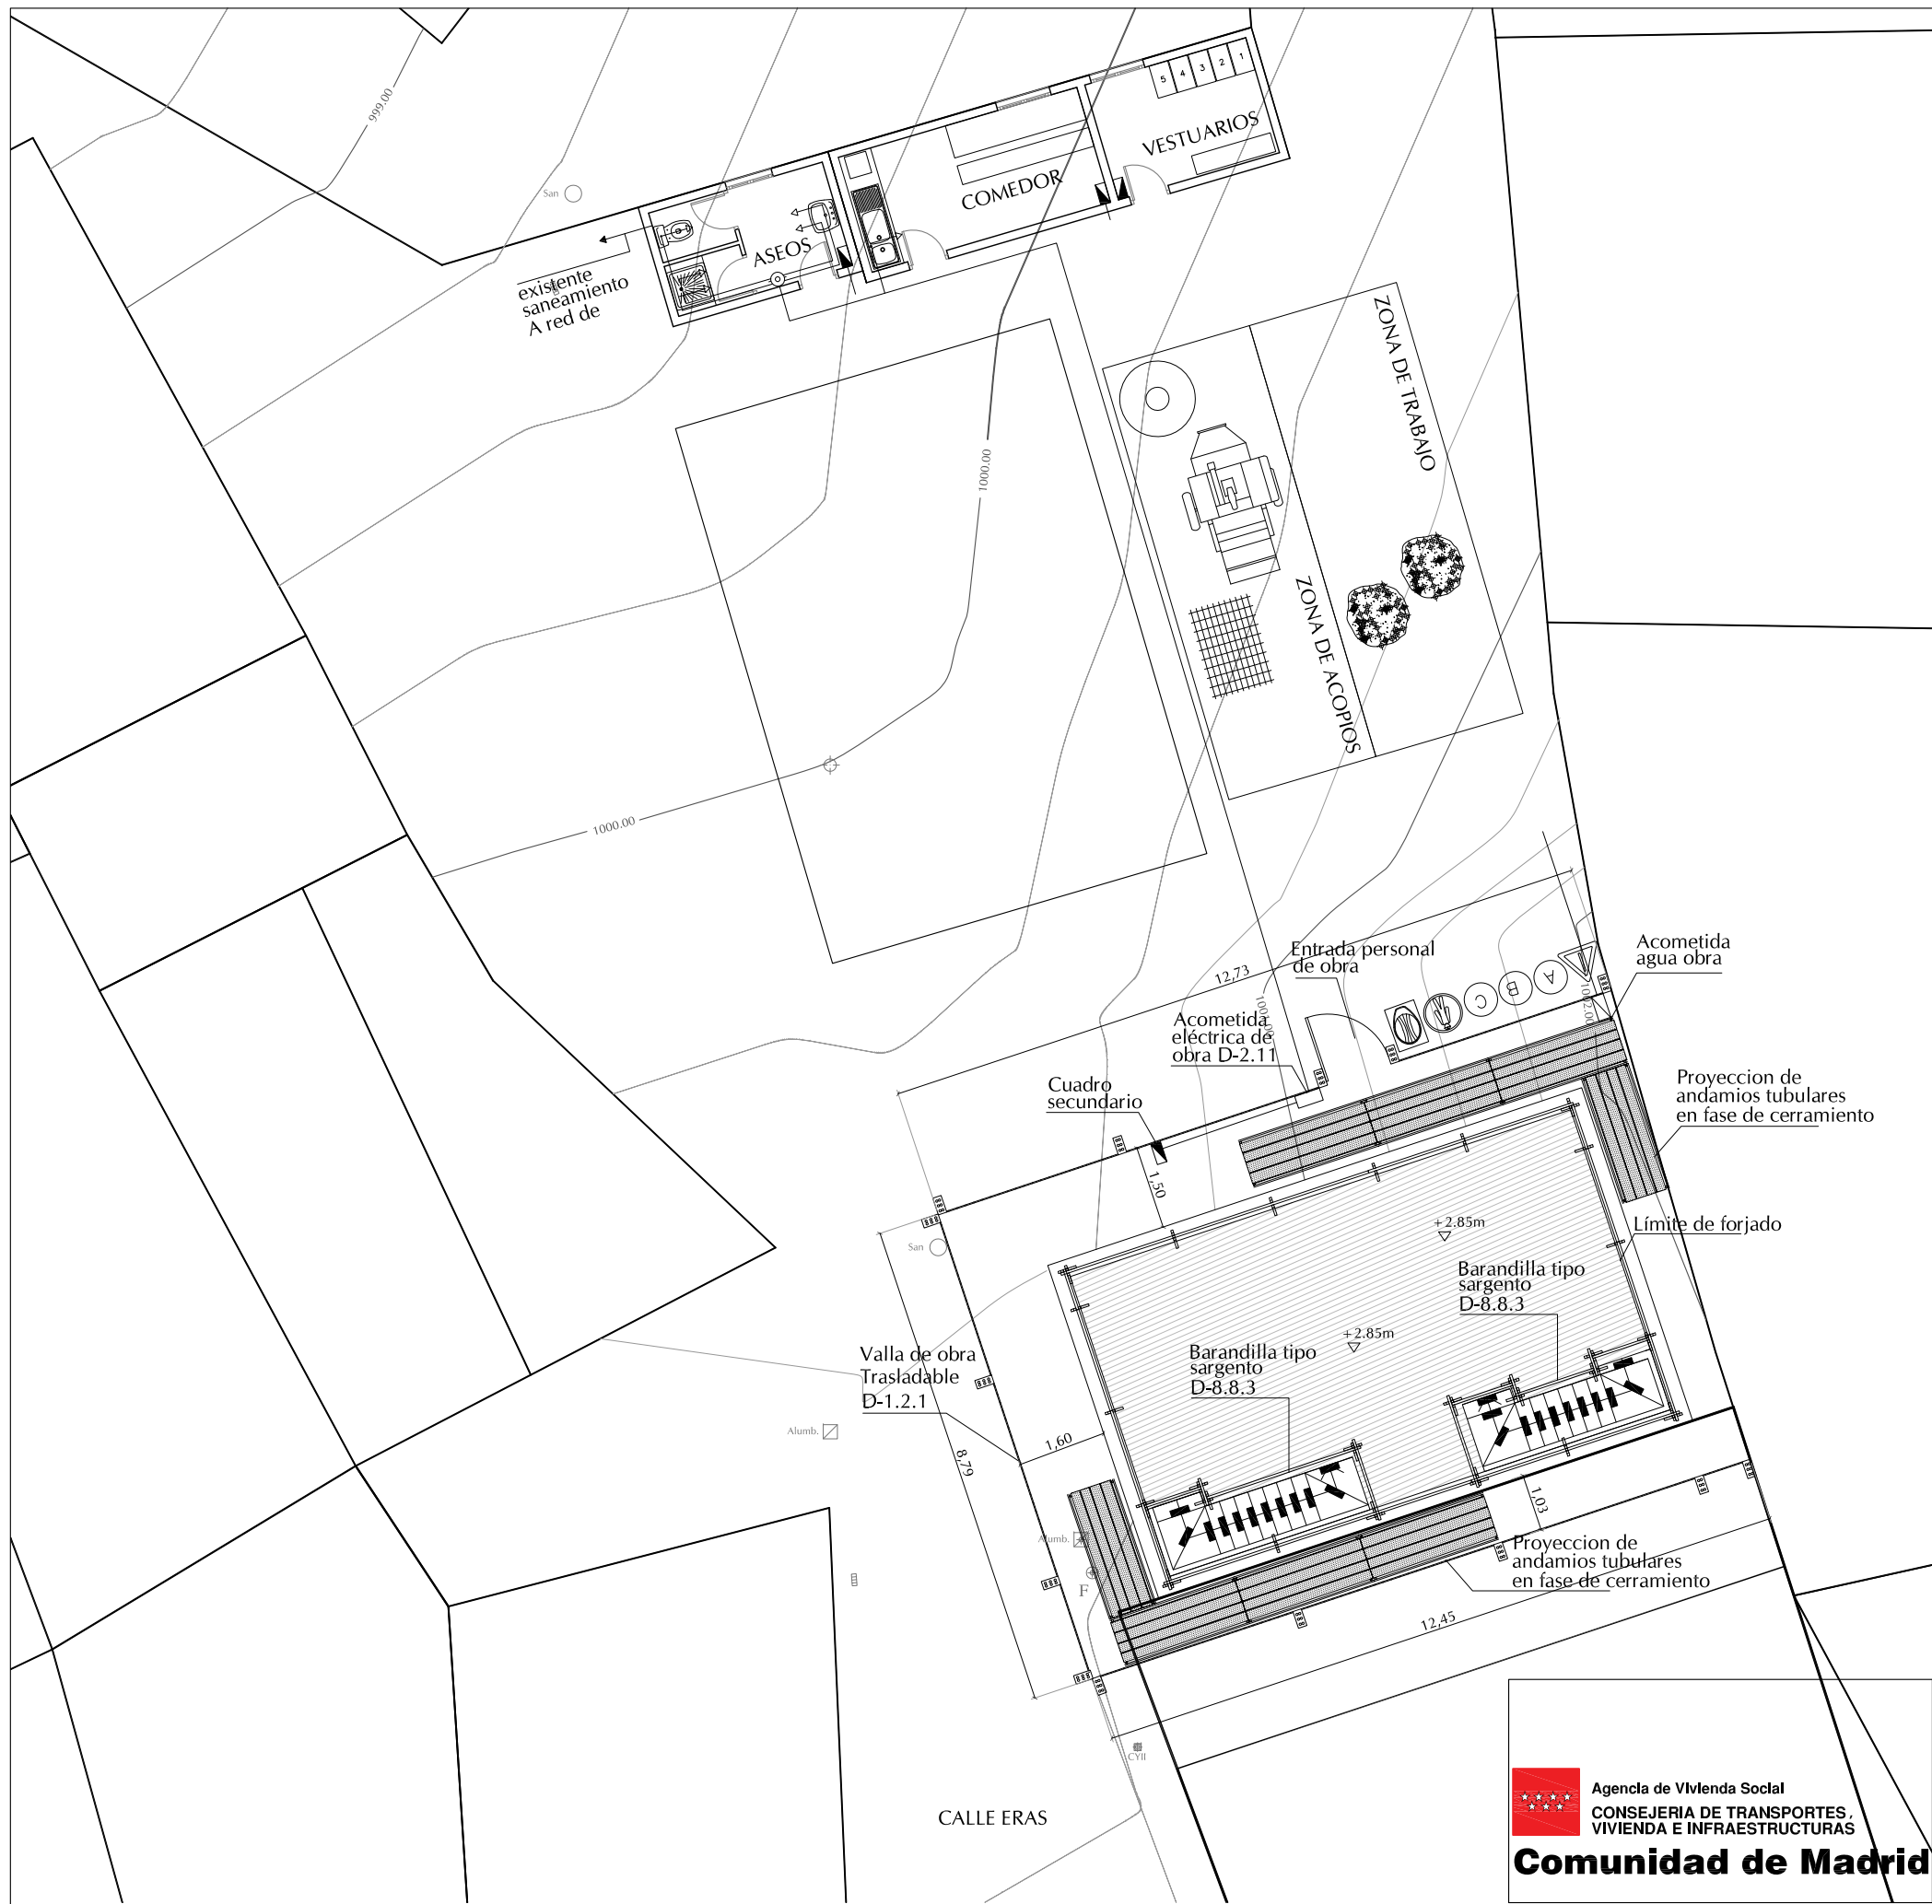 999.00
5 4 3 2 1
VESTUARIOS
COMEDOR
San
ASEOS
existente
saneamiento
A red de
ZONA DE TRABAJO
1000.00
ZONA DE ACOPIOS
1000.00
Entrada personal
de obra
Acometida
agua obra
12,73
C B A
1001.00
1002.00
Acometida
eléctrica de
obra D-2.11
Cuadro
secundario
Proyeccion de
andamios tubulares
en fase de cerramiento
1,50
San
+2.85m
Límite de forjado
Barandilla tipo
sargento
D-8.8.3
+2.85m
Barandilla tipo
sargento
D-8.8.3
Valla de obra
Trasladable
D-1.2.1
Alumb.
1,60
8,79
1,03
Alumb.
F
Proyeccion de
andamios tubulares
en fase de cerramiento
12,45
CYII
CALLE ERAS
Agencia de Vivienda Social
CONSEJERIA DE TRANSPORTES,
VIVIENDA E INFRAESTRUCTURAS
Comunidad de Madrid